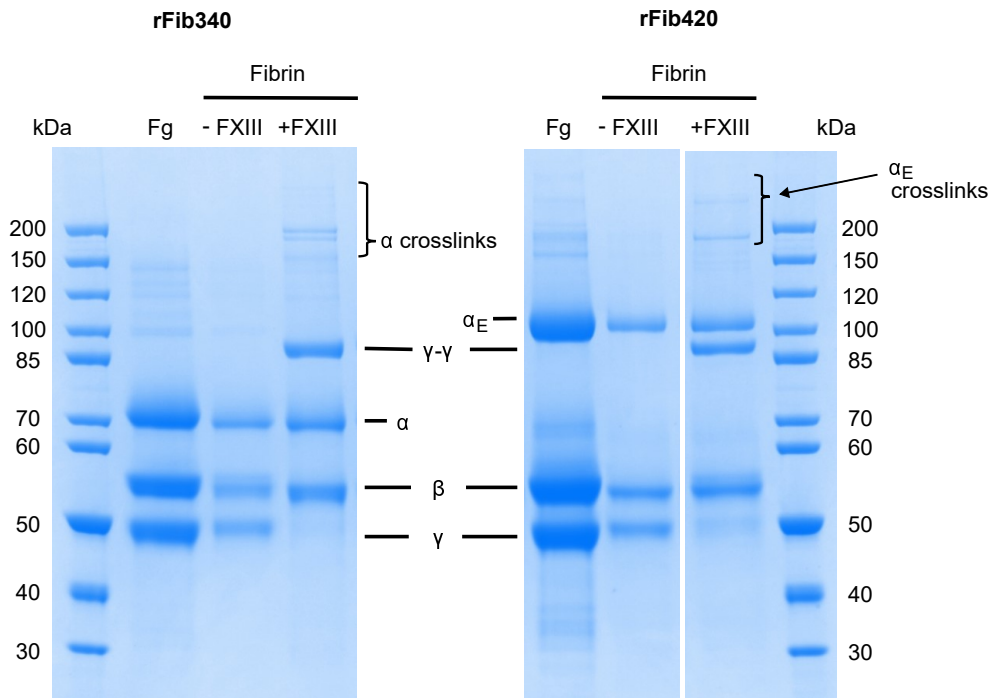 rFib340
rFib420
Fibrin
Fibrin
kDa
Fg
- FXIII
+FXIII
Fg
- FXIII
+FXIII
kDa
200
150
120
100
85
70
60
50
40
30
α crosslinks
αE
crosslinks
αE
γ-γ
α
β
γ
200
150
120
100
85
70
60
50
40
30